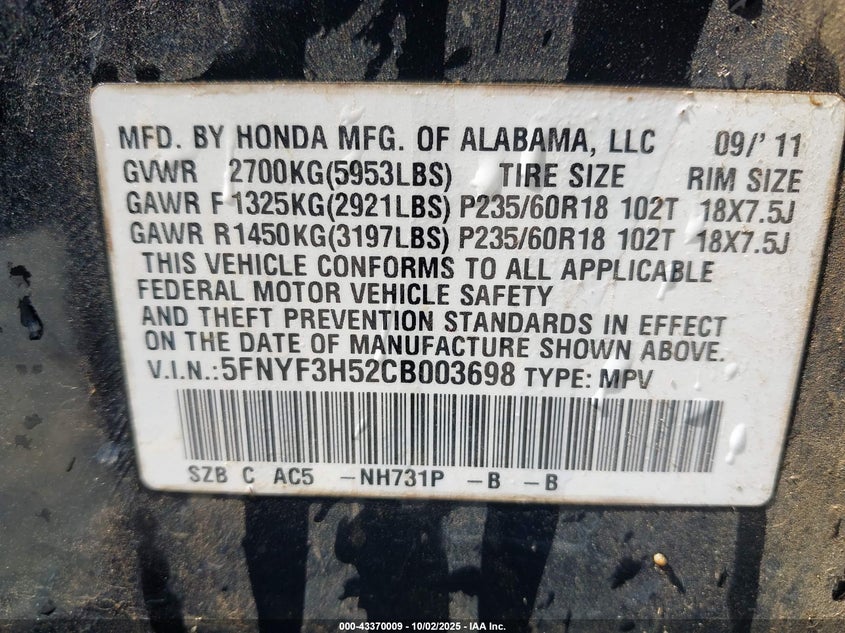 MFD. BY HONDA MFG. OF ALABAMA, LLC 09/' 11
GVWR 2700KG(5953LBS) TIRE SIZE RIM SIZE
GAWR F 1325KG(2921LBS) P235/60R18 102T 18X7.5J
GAWR R1450KG(3197LBS) P235/60R18 102T 18X7.5J
THIS VEHICLE CONFORMS TO ALL APPLICABLE
FEDERAL MOTOR VEHICLE SAFETY
AND THEFT PREVENTION STANDARDS IN EFFECT
ON THE DATE OF MANUFACTURE SHOWN ABOVE.
V.I.N.:5FNYF3H52CB003698 TYPE: MPV
SZB C AC5 -NH731P -B -B
000-43370009 - 10/02/2025 - IAA Inc.